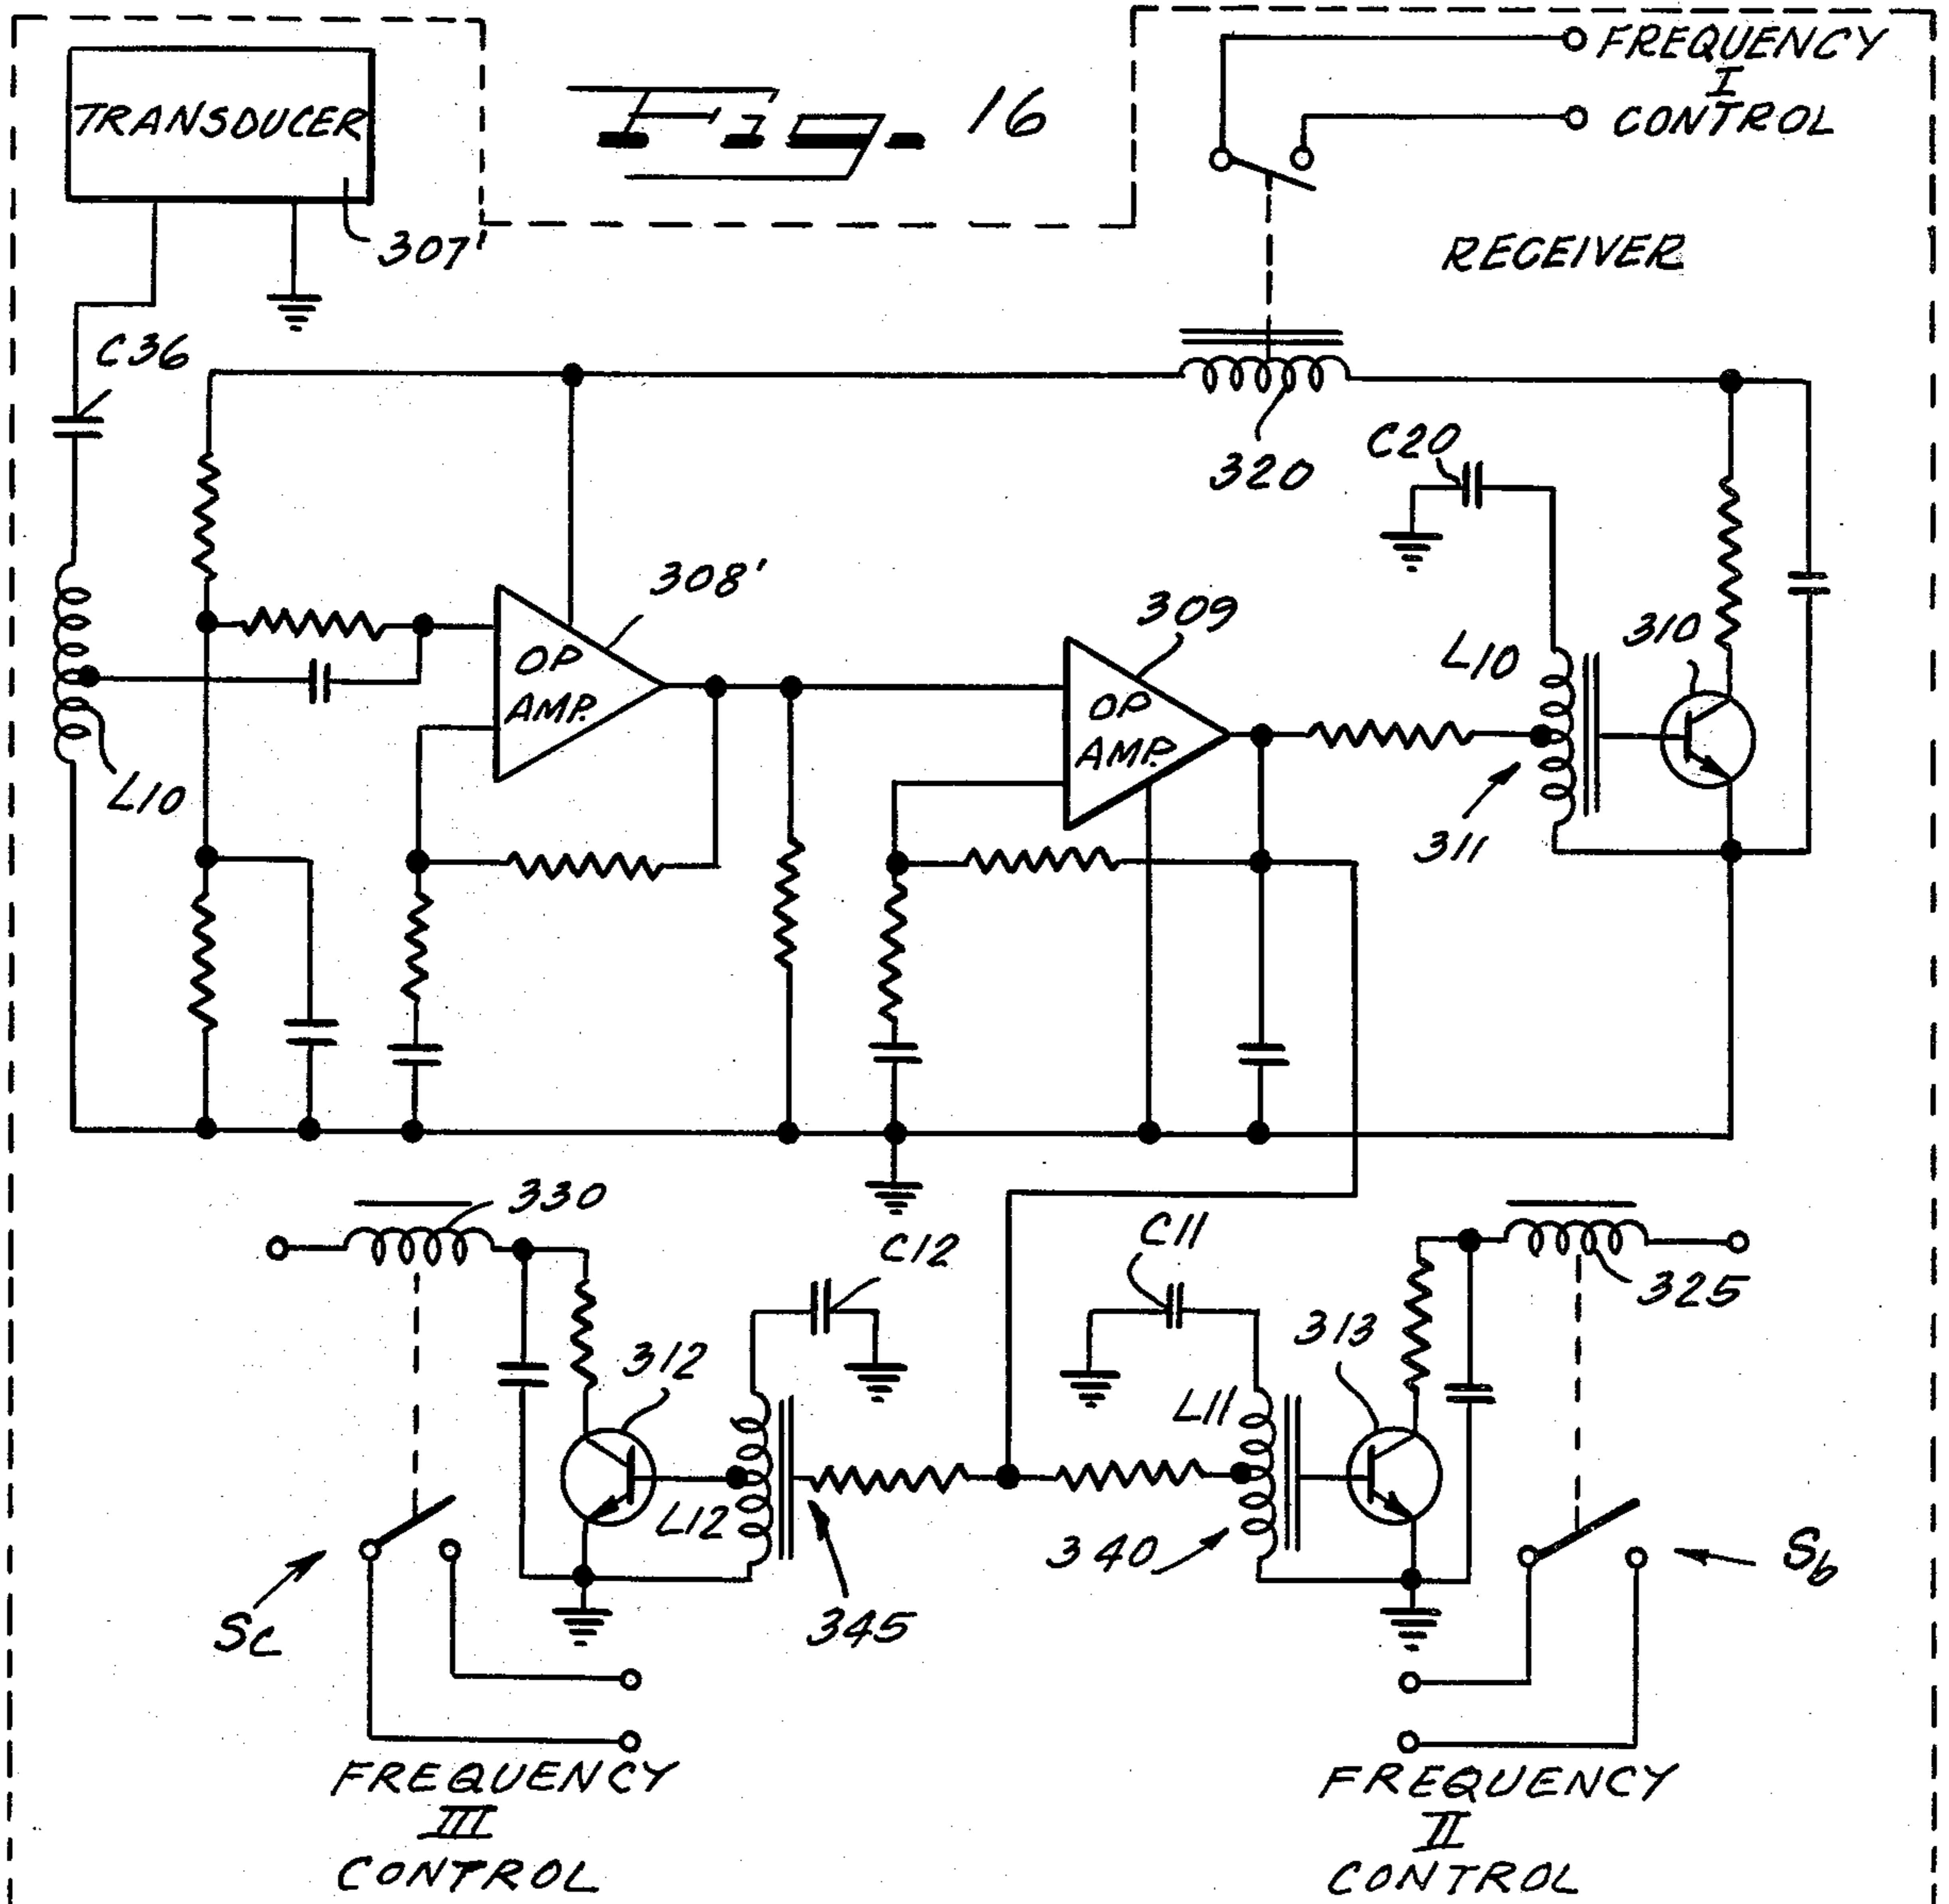 TRANSDUCER
Fig. 16
FREQUENCY
I
CONTROL
307'
RECEIVER
C36
320
C20
308'
OP
AMP.
309
OP
AMP.
L10
310
L10
311
330
C12
C11
325
312
313
L12
L11
345
340
Sc
Sb
FREQUENCY
III
CONTROL
FREQUENCY
II
CONTROL